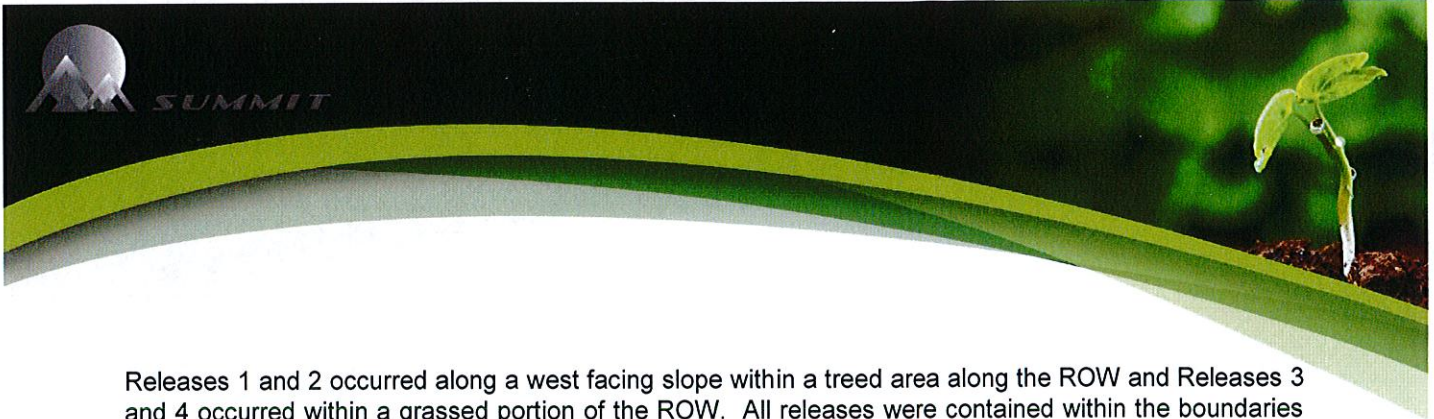 SUMMIT
Releases 1 and 2 occurred along a west facing slope within a treed area along the ROW and Releases 3
and 4 occurred within a grassed portion of the ROW. All releases were contained within the boundaries